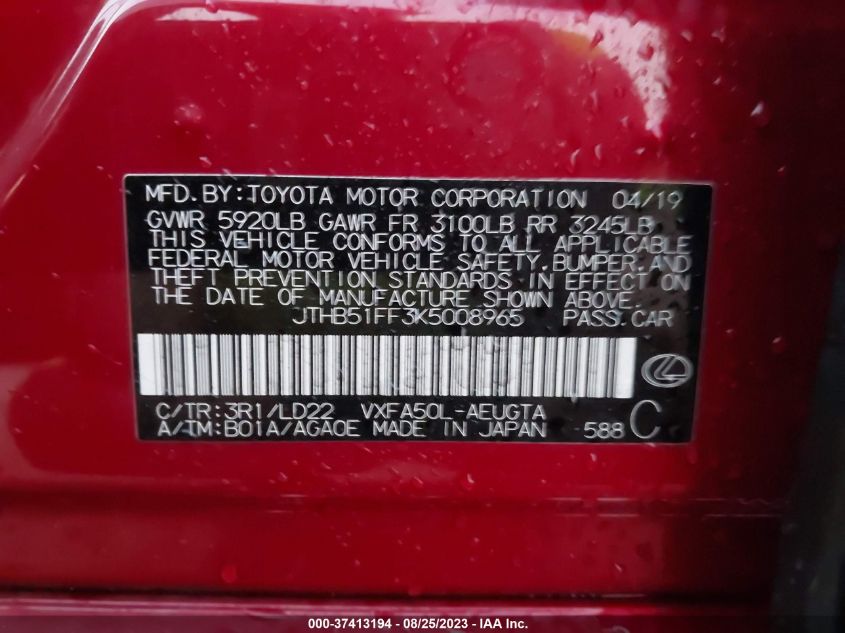 MFD.BY:TOYOTA MOTOR CORPORATION 04/19
GVWR 5920LB GAWR FR 3100LB RR 3245LB
THIS VEHICLE CONFORMS TO ALL APPLICABLE
FEDERAL MOTOR VEHICLE SAFETY,BUMPER,AND
THEFT PREVENTION STANDARDS IN EFFECT ON
THE DATE OF MANUFACTURE SHOWN ABOVE.
JTHB51FF3K5008965 PASS.CAR
C/TR:3R1/LD22 VXFA50L-AEUGTA
A/TM:B01A/AGA0E MADE IN JAPAN 588 C
000-37413194 - 08/25/2023 - IAA Inc.